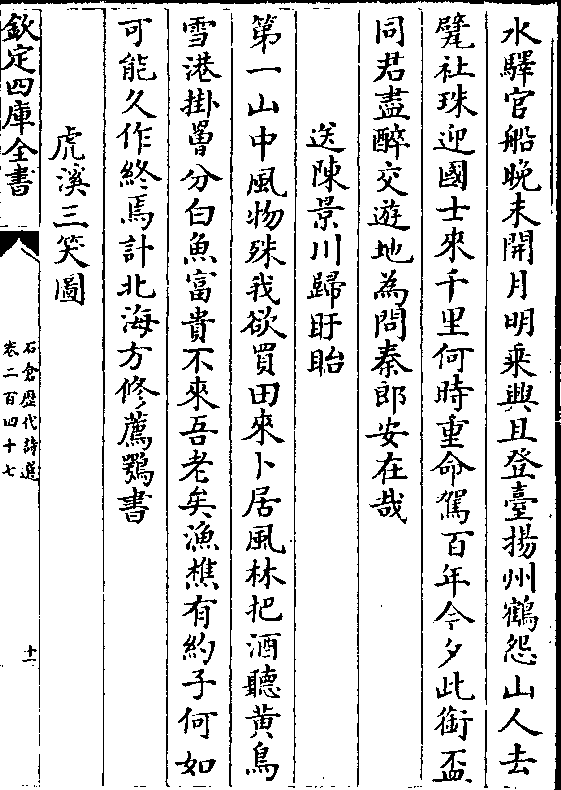 水驛官船晚未開月明乗興且登臺揚州鶴怨山人去
甓社珠迎國士來千里何時重命駕百年今夕此銜盃
同君盡醉交遊地為問秦郎安在哉
送陳景川歸盱眙
第一山中風物殊我欲買田來卜居風林把酒聽黄鳥
雪港掛罾分白魚富貴不來吾老矣漁樵有約子何如
可能久作終焉計北海方修薦鶚書
虎溪三笑圖
欽定四庫全書
石倉歷代詩選
卷二百四十七
十一